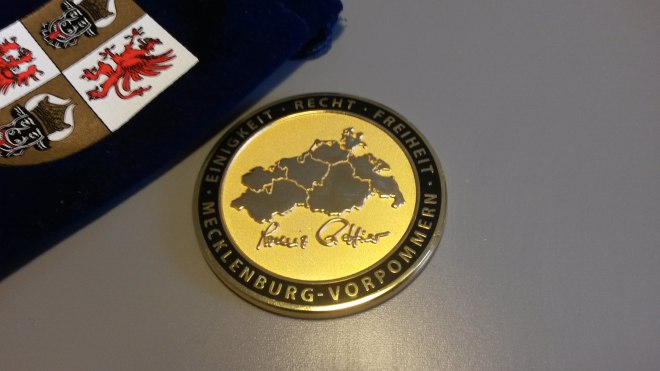 · EINIGKEIT · RECHT · FREIHEIT ·
MECKLENBURG-VORPOMMERN